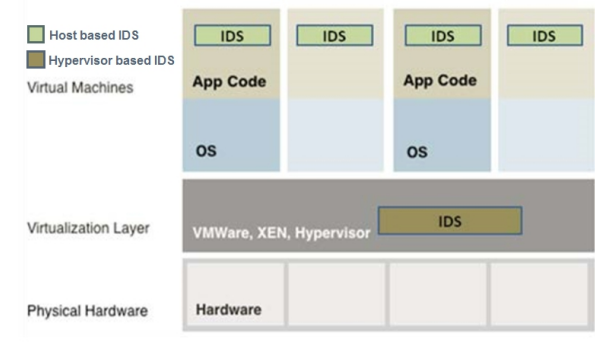 Host based IDS
Hypervisor based IDS
Virtual Machines
IDS IDS IDS IDS
App Code App Code
OS OS
Virtualization Layer
VMWare, XEN, Hypervisor
IDS
Physical Hardware
Hardware